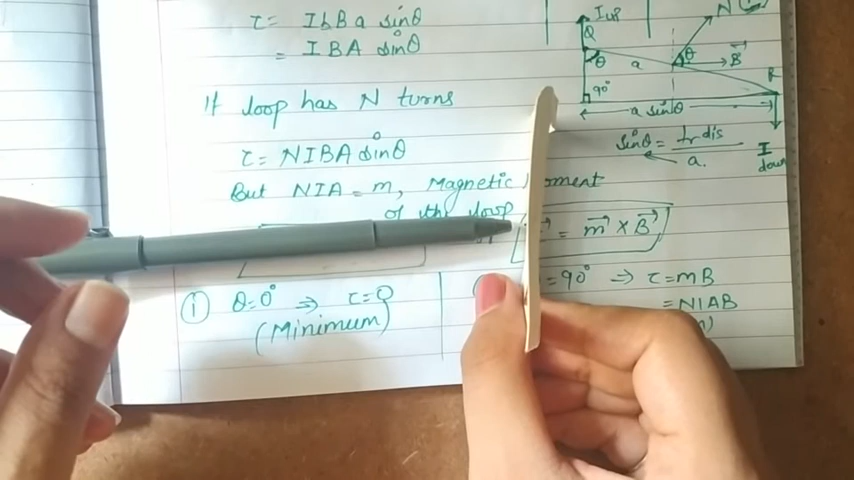 τ = IbBa sinθ
= IBA sinθ
If loop has N turns
τ = NIBA sinθ
But NIA = m, Magnetic moment
of the loop
= m⃗ × B⃗
① θ=0° ⇒ τ=0
(Minimum)
=90° ⇒ τ=mB
=NIAB
I up
Q
N
θ
a
θ
B⃗
R
90°
a sinθ
sinθ = ⊥r dis
a.
I
down